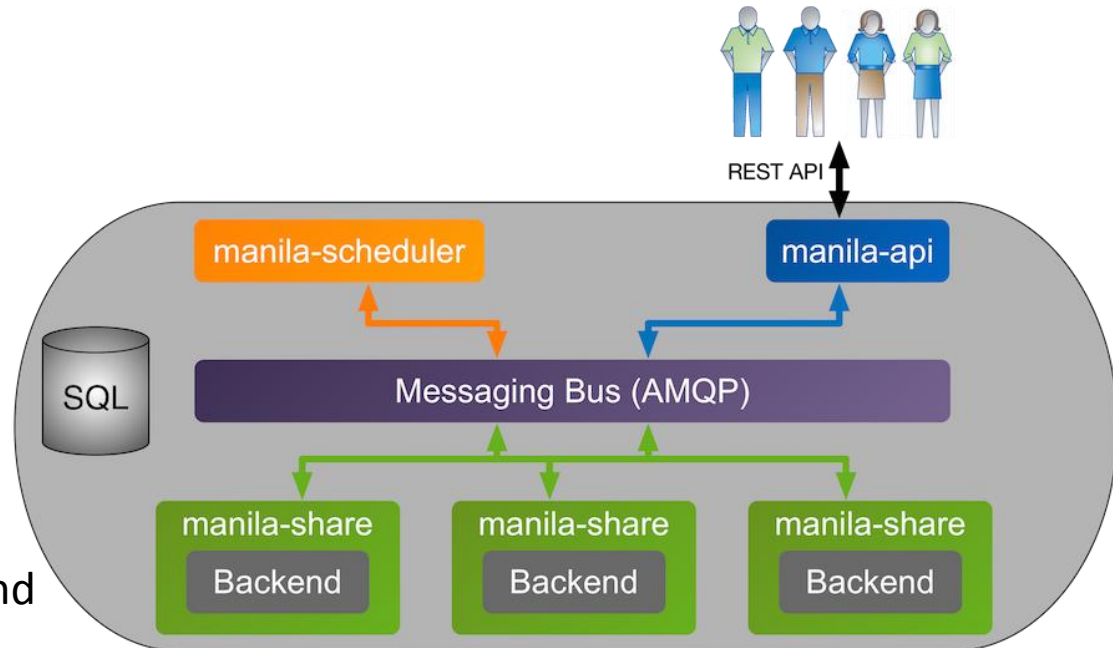 REST API
manila-scheduler
manila-api
SQL
Messaging Bus (AMQP)
manila-share
manila-share
manila-share
Backend
Backend
Backend
nd